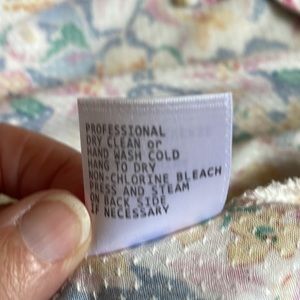 PROFESSIONAL
DRY CLEAN or
HAND WASH COLD
HANG TO DRY
NON-CHLORINE BLEACH
PRESS AND STEAM
ON BACK SIDE
IF NECESSARY